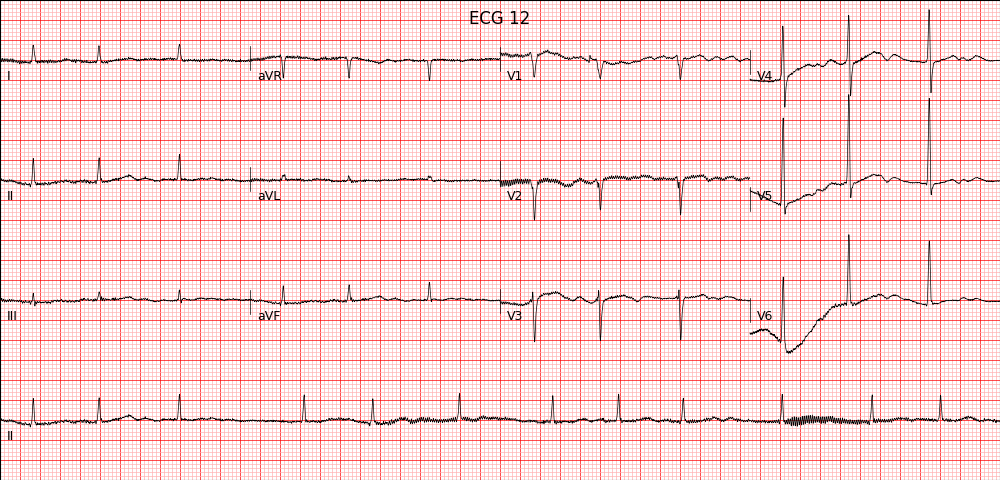 ECG 12
I aVR V1 V4
II aVL V2 V5
III aVF V3 V6
II